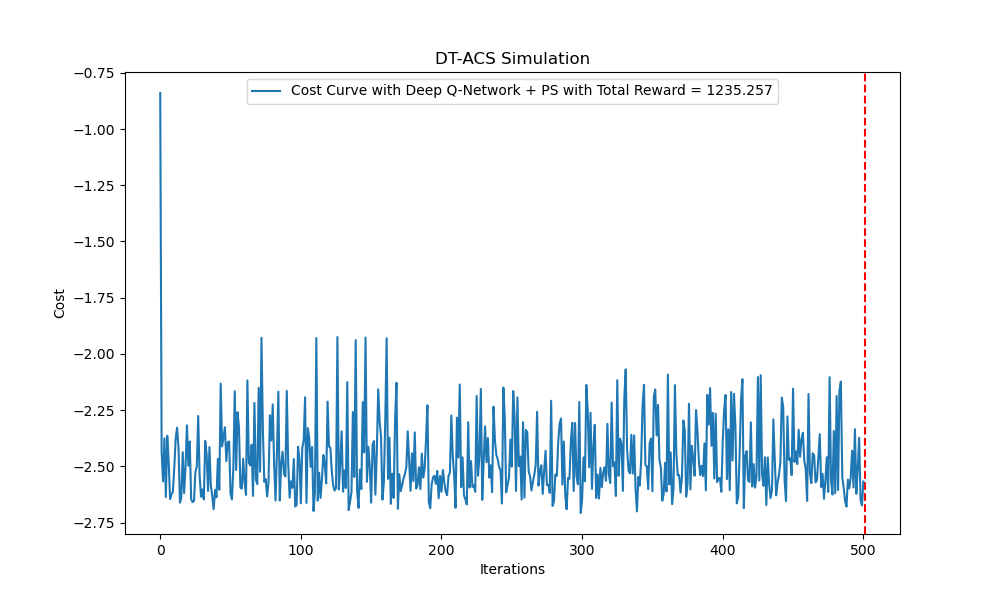 DT-ACS Simulation
Cost Curve with Deep Q-Network + PS with Total Reward = 1235.257
Cost
−0.75
−1.00
−1.25
−1.50
−1.75
−2.00
−2.25
−2.50
−2.75
0 100 200 300 400 500
Iterations